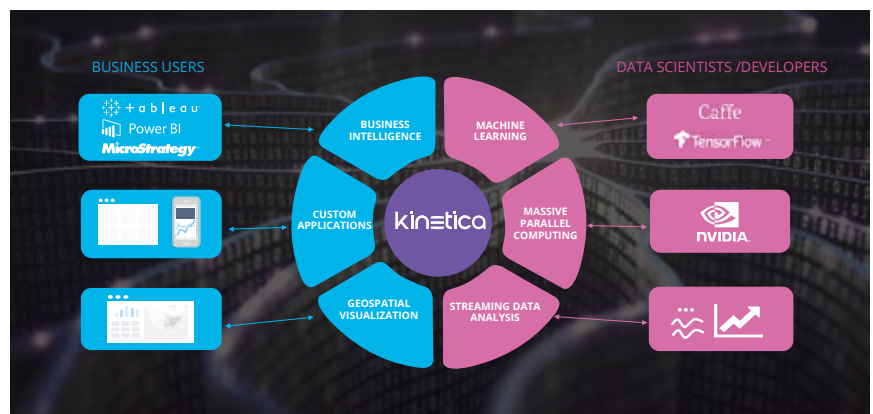 BUSINESS USERS
DATA SCIENTISTS /DEVELOPERS
+ a b l e a u
Power BI
MicroStrategy
BUSINESS
INTELLIGENCE
MACHINE
LEARNING
Caffe
TensorFlow
CUSTOM
APPLICATIONS
kinetica
MASSIVE
PARALLEL
COMPUTING
NVIDIA.
GEOSPATIAL
VISUALIZATION
STREAMING DATA
ANALYSIS